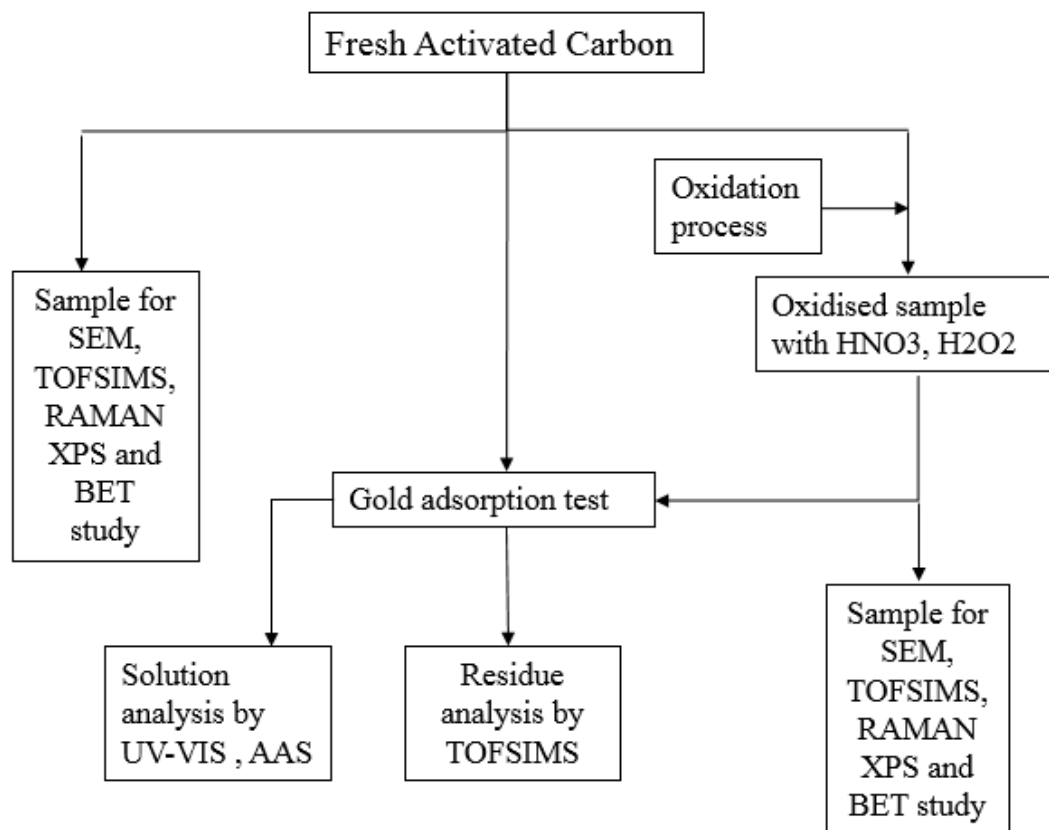 Fresh Activated Carbon
Oxidation
process
Sample for
SEM,
TOFSIMS,
RAMAN
XPS and
BET
study
Oxidised sample
with HNO3, H2O2
Gold adsorption test
Solution
analysis by
UV-VIS , AAS
Residue
analysis by
TOFSIMS
Sample for
SEM,
TOFSIMS,
RAMAN
XPS and
BET study